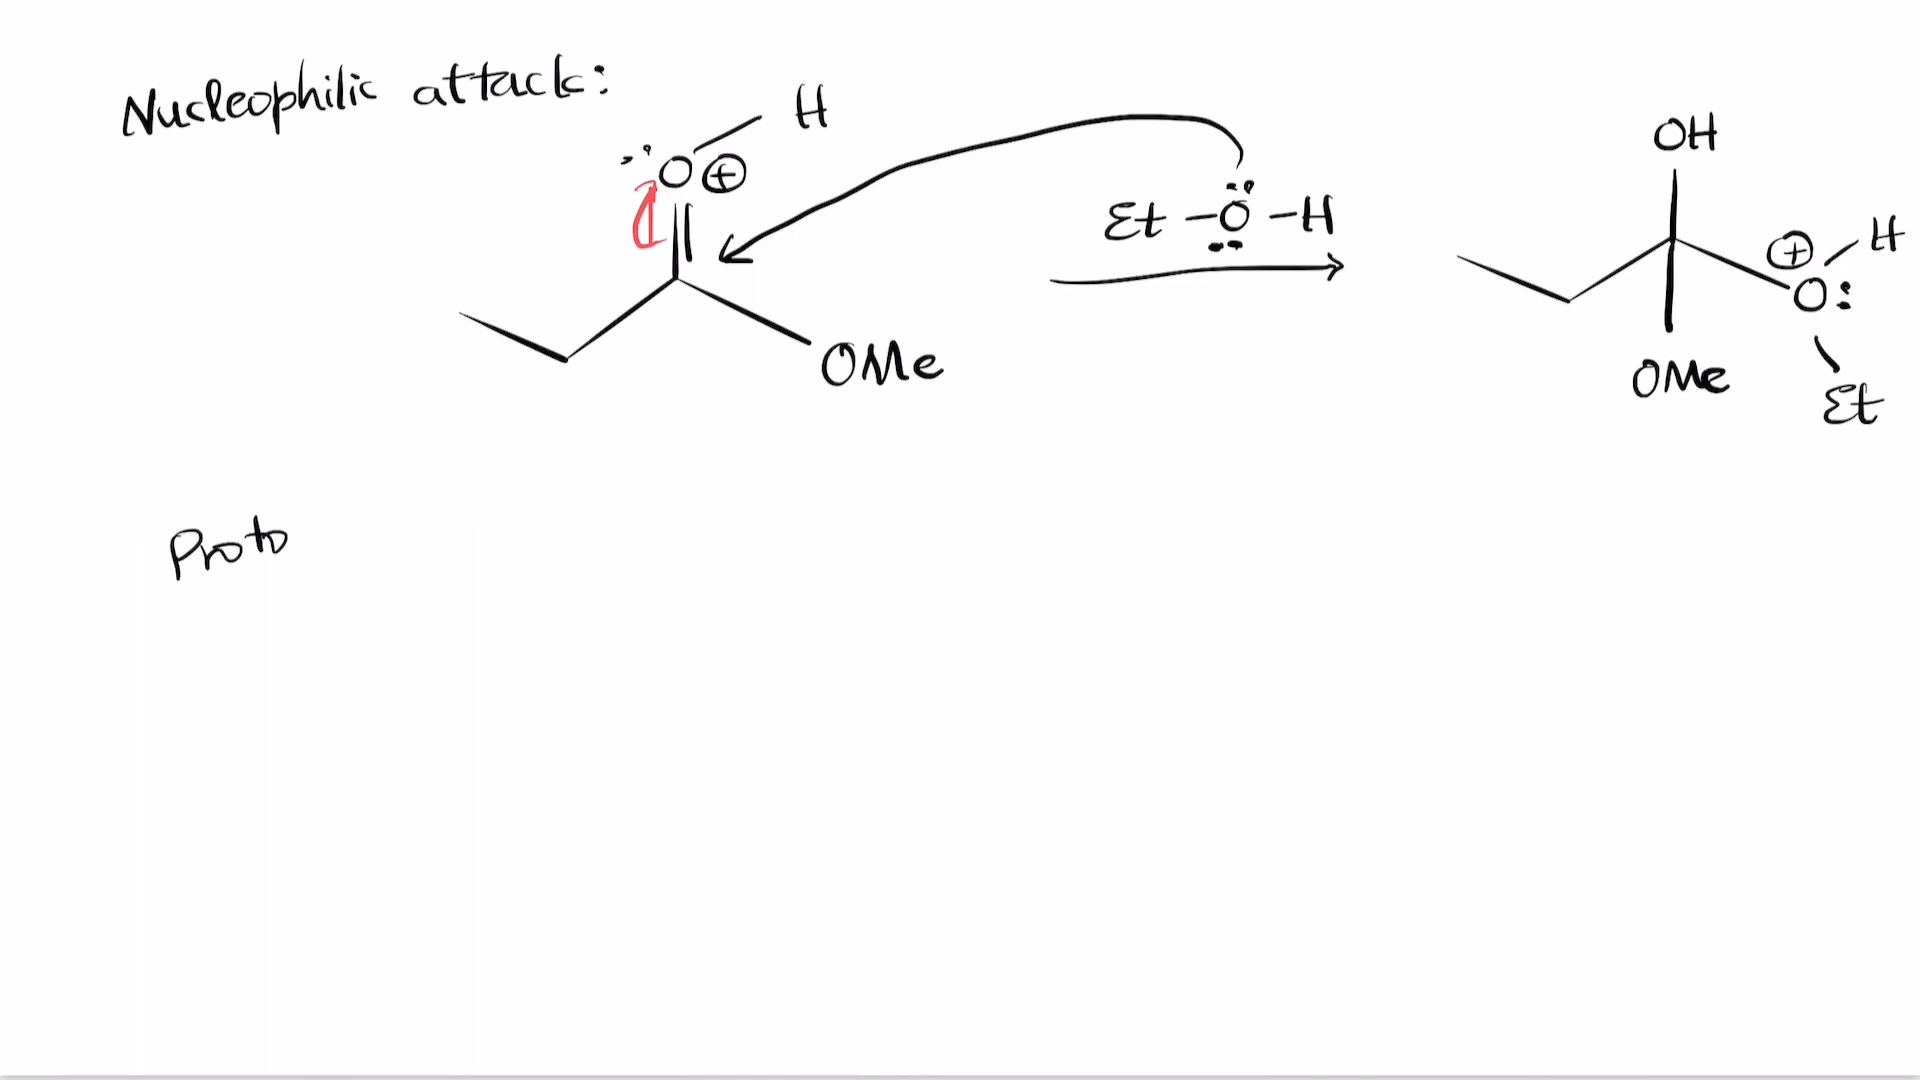 Nucleophilic attack:
H
O ⊕
OMe
Et - O - H
OH
⊕ H
O:
OMe
Et
Proto